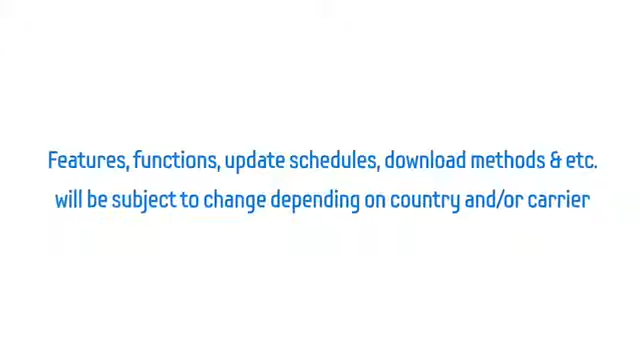 Features, functions, update schedules, download methods & etc.
will be subject to change depending on country and/or carrier